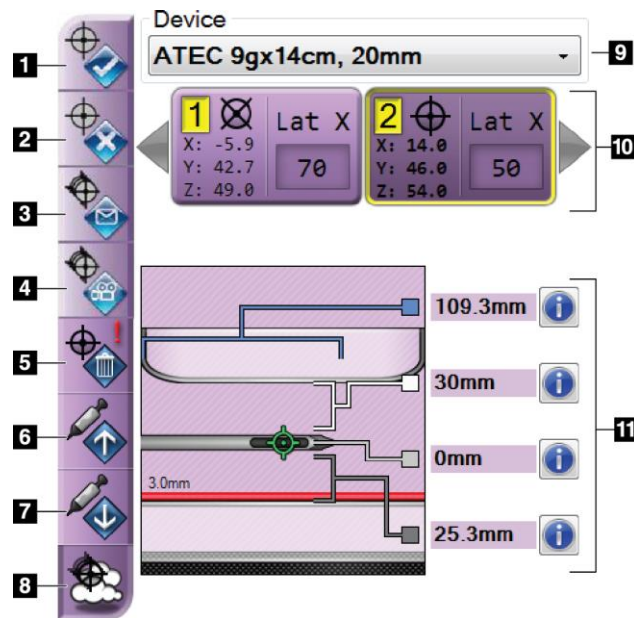 Device
ATEC 9gx14cm, 20mm
1
2
3
4
5
6
7
8
9
10
11
1 Lat X
X: -5.9
Y: 42.7
Z: 49.0
70
2 Lat X
X: 14.0
Y: 46.0
Z: 54.0
50
109.3mm
30mm
0mm
3.0mm
25.3mm
i
i
i
i
!